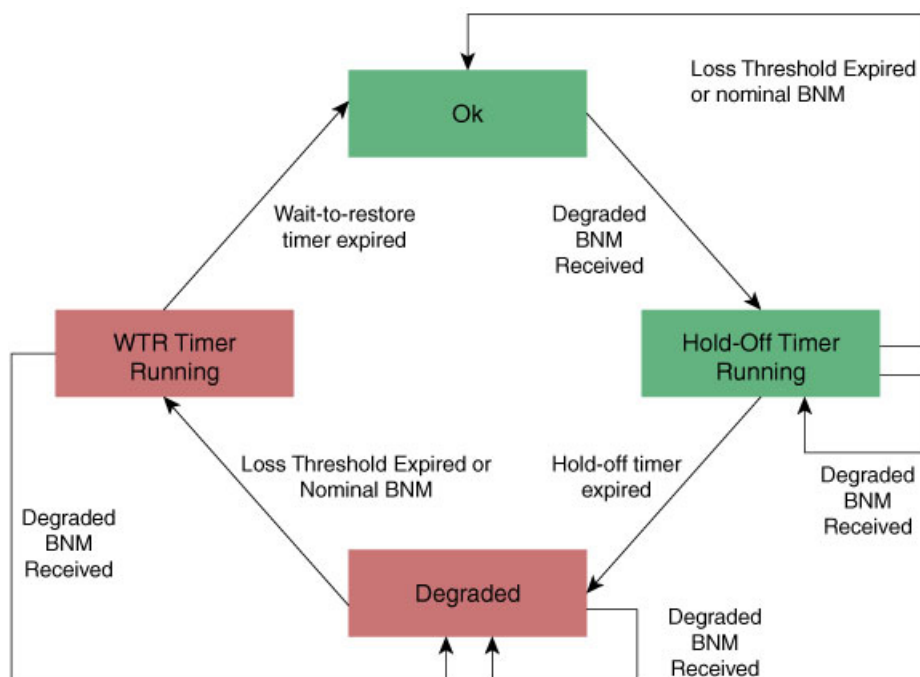 Loss Threshold Expired
or nominal BNM
Ok
Wait-to-restore
timer expired
Degraded
BNM
Received
WTR Timer
Running
Hold-Off Timer
Running
Loss Threshold Expired or
Nominal BNM
Hold-off timer
expired
Degraded
BNM
Received
Degraded
BNM
Received
Degraded
Degraded
BNM
Received